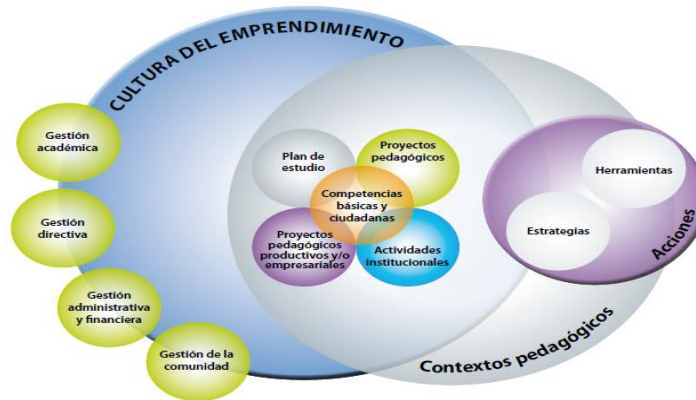 CULTURA DEL EMPRENDIMIENTO
Gestión
académica
Gestión
directiva
Gestión
administrativa
y financiera
Gestión de la
comunidad
Plan de
estudio
Proyectos
pedagógicos
Competencias
básicas y
ciudadanas
Proyectos
pedagógicos
productivos y/o
empresariales
Actividades
institucionales
Contextos pedagógicos
Herramientas
Estrategias
Acciones